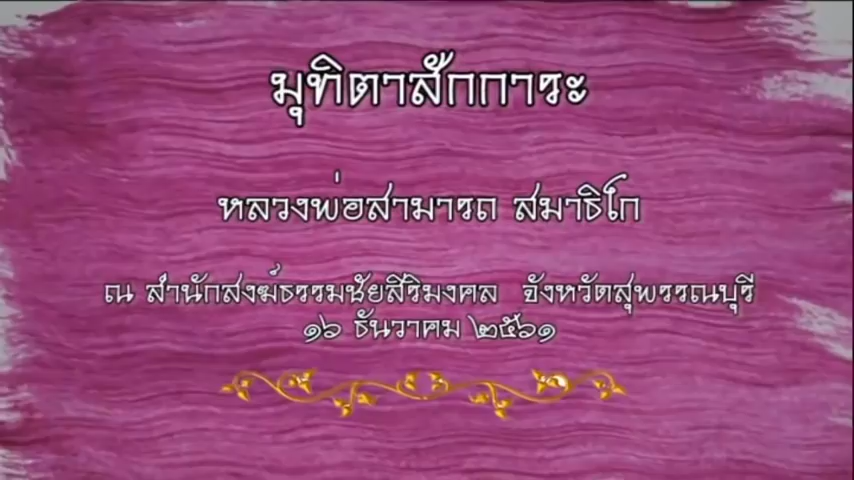 มุทิตาสักการะ
หลวงพ่อสามารถ สมาธิโก
ณ สำนักสงฆ์ธรรมชัยสิริมงคล จังหวัดสุพรรณบุรี
๑๖ ธันวาคม ๒๕๖๑